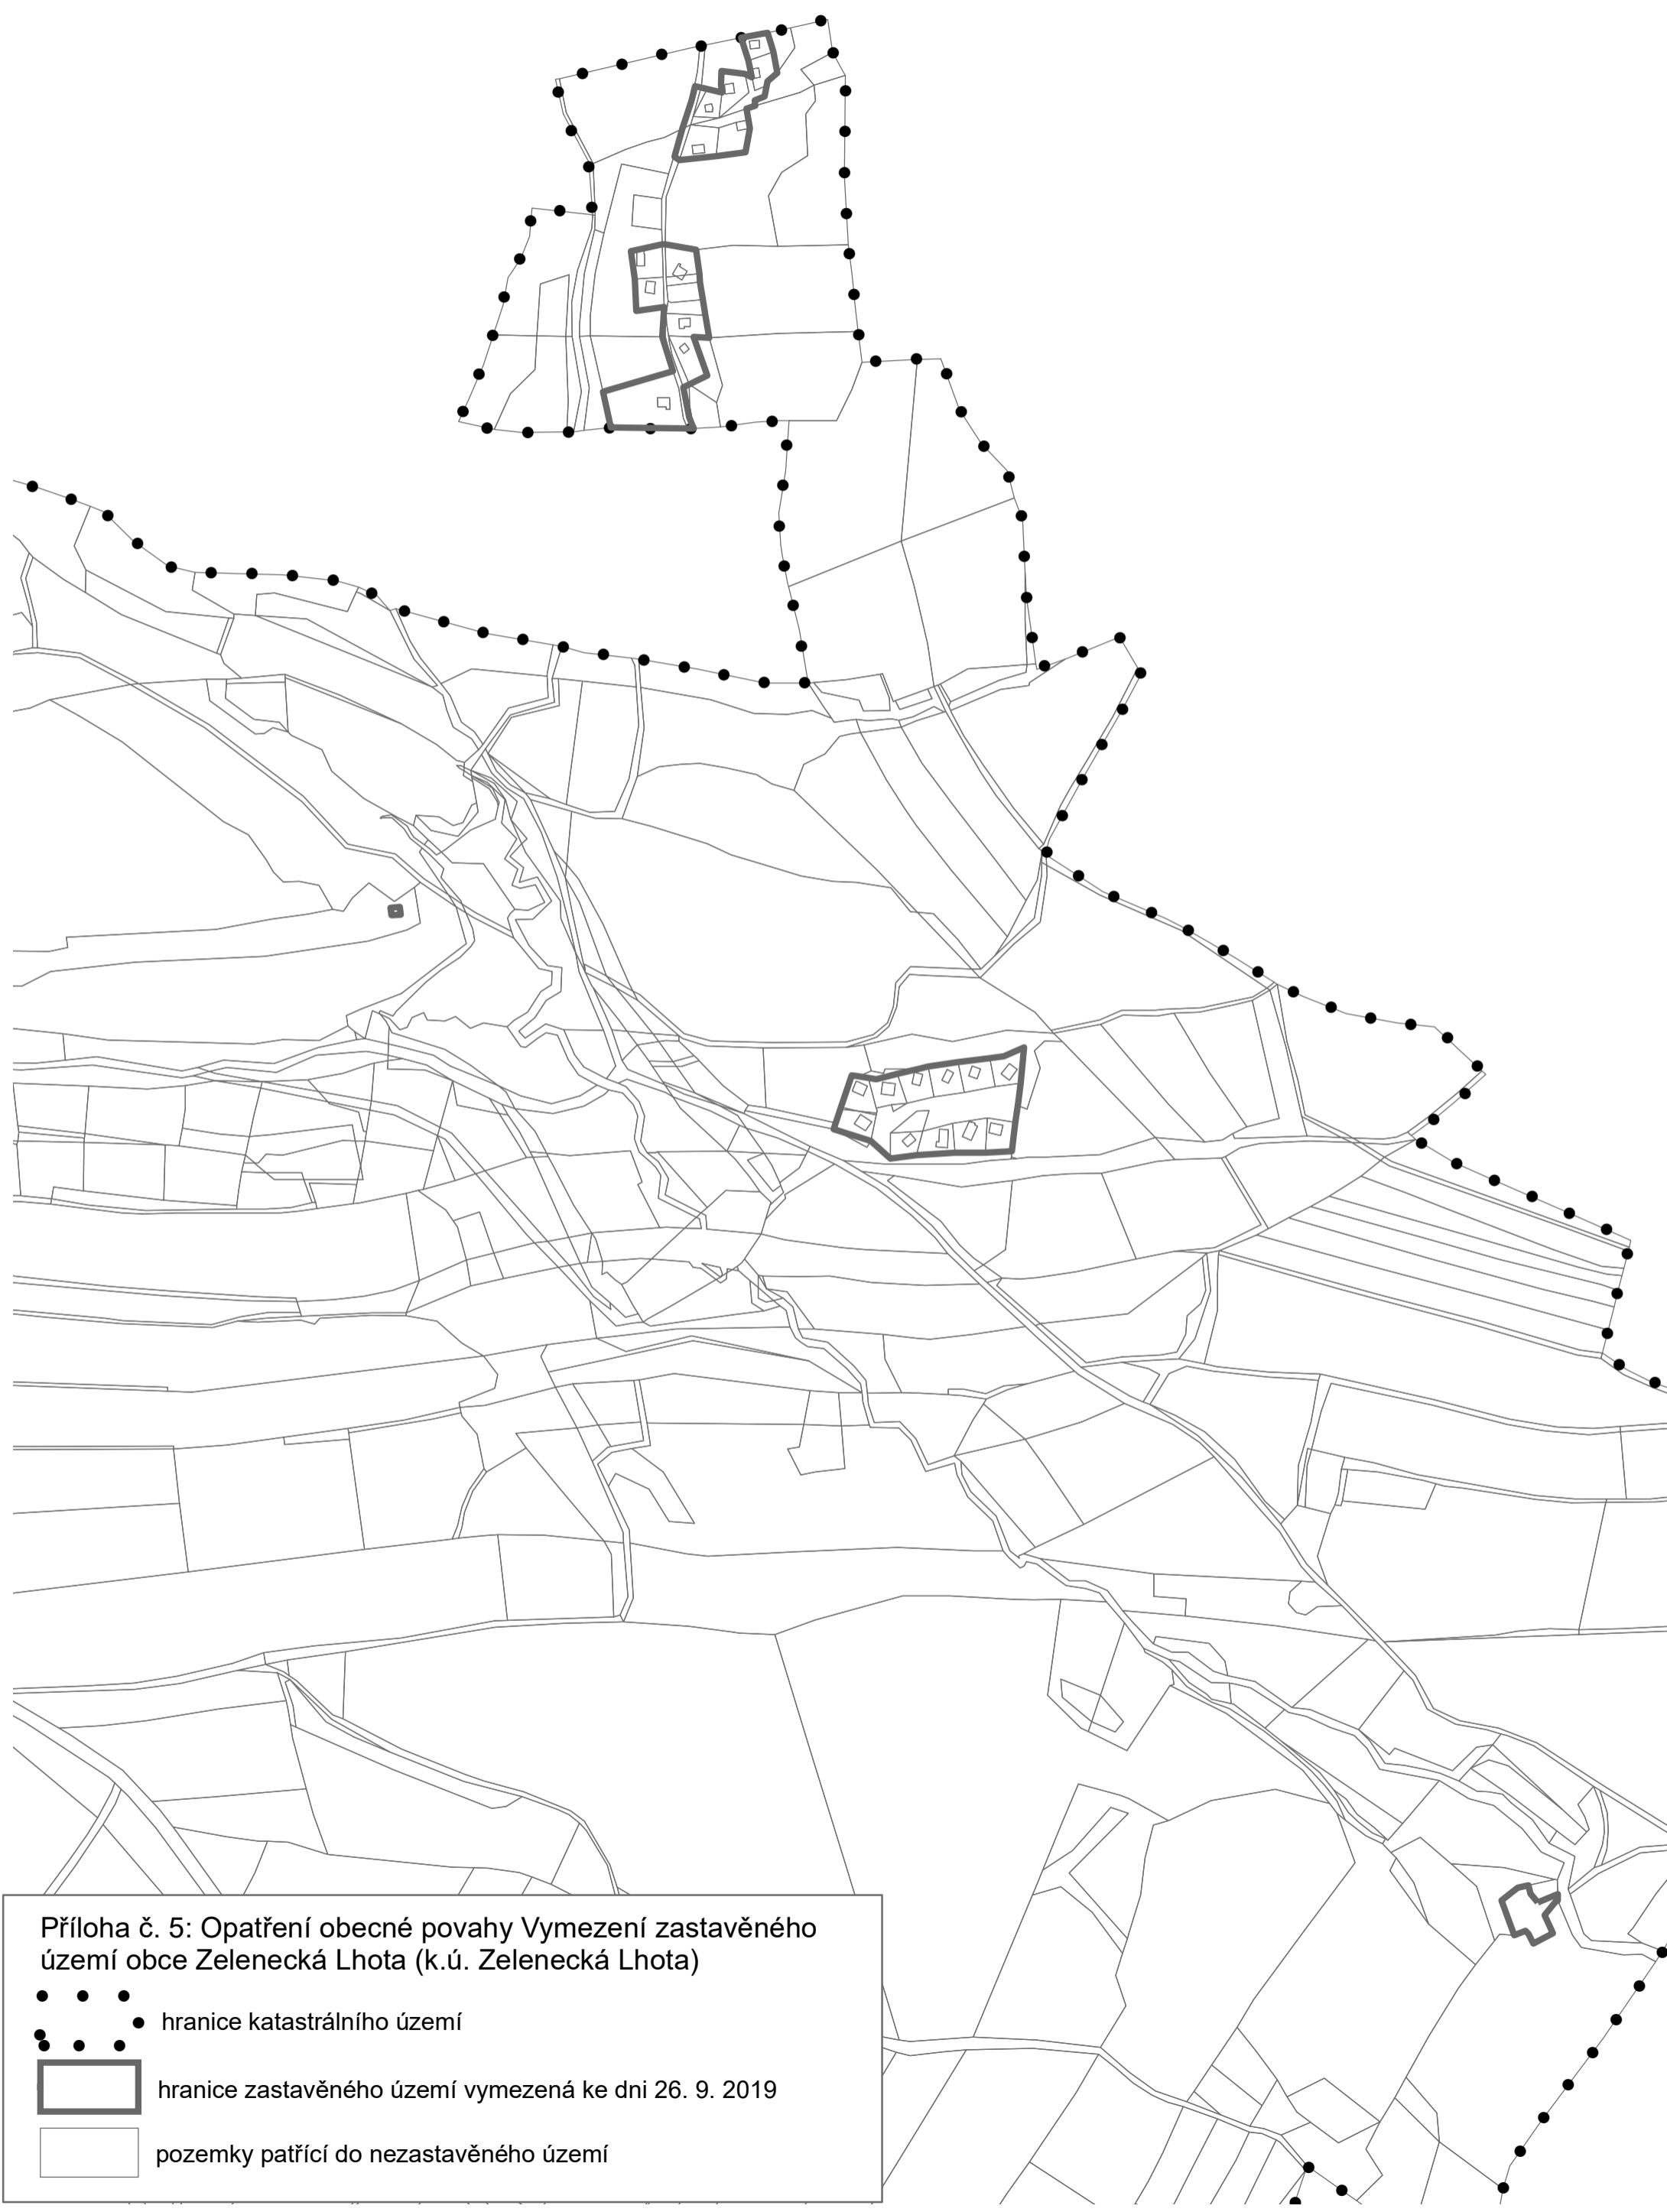 Příloha č. 5: Opatření obecné povahy Vymezení zastavěného
území obce Zelenecká Lhota (k.ú. Zelenecká Lhota)
hranice katastrálního území
hranice zastavěného území vymezená ke dni 26. 9. 2019
pozemky patřící do nezastavěného území